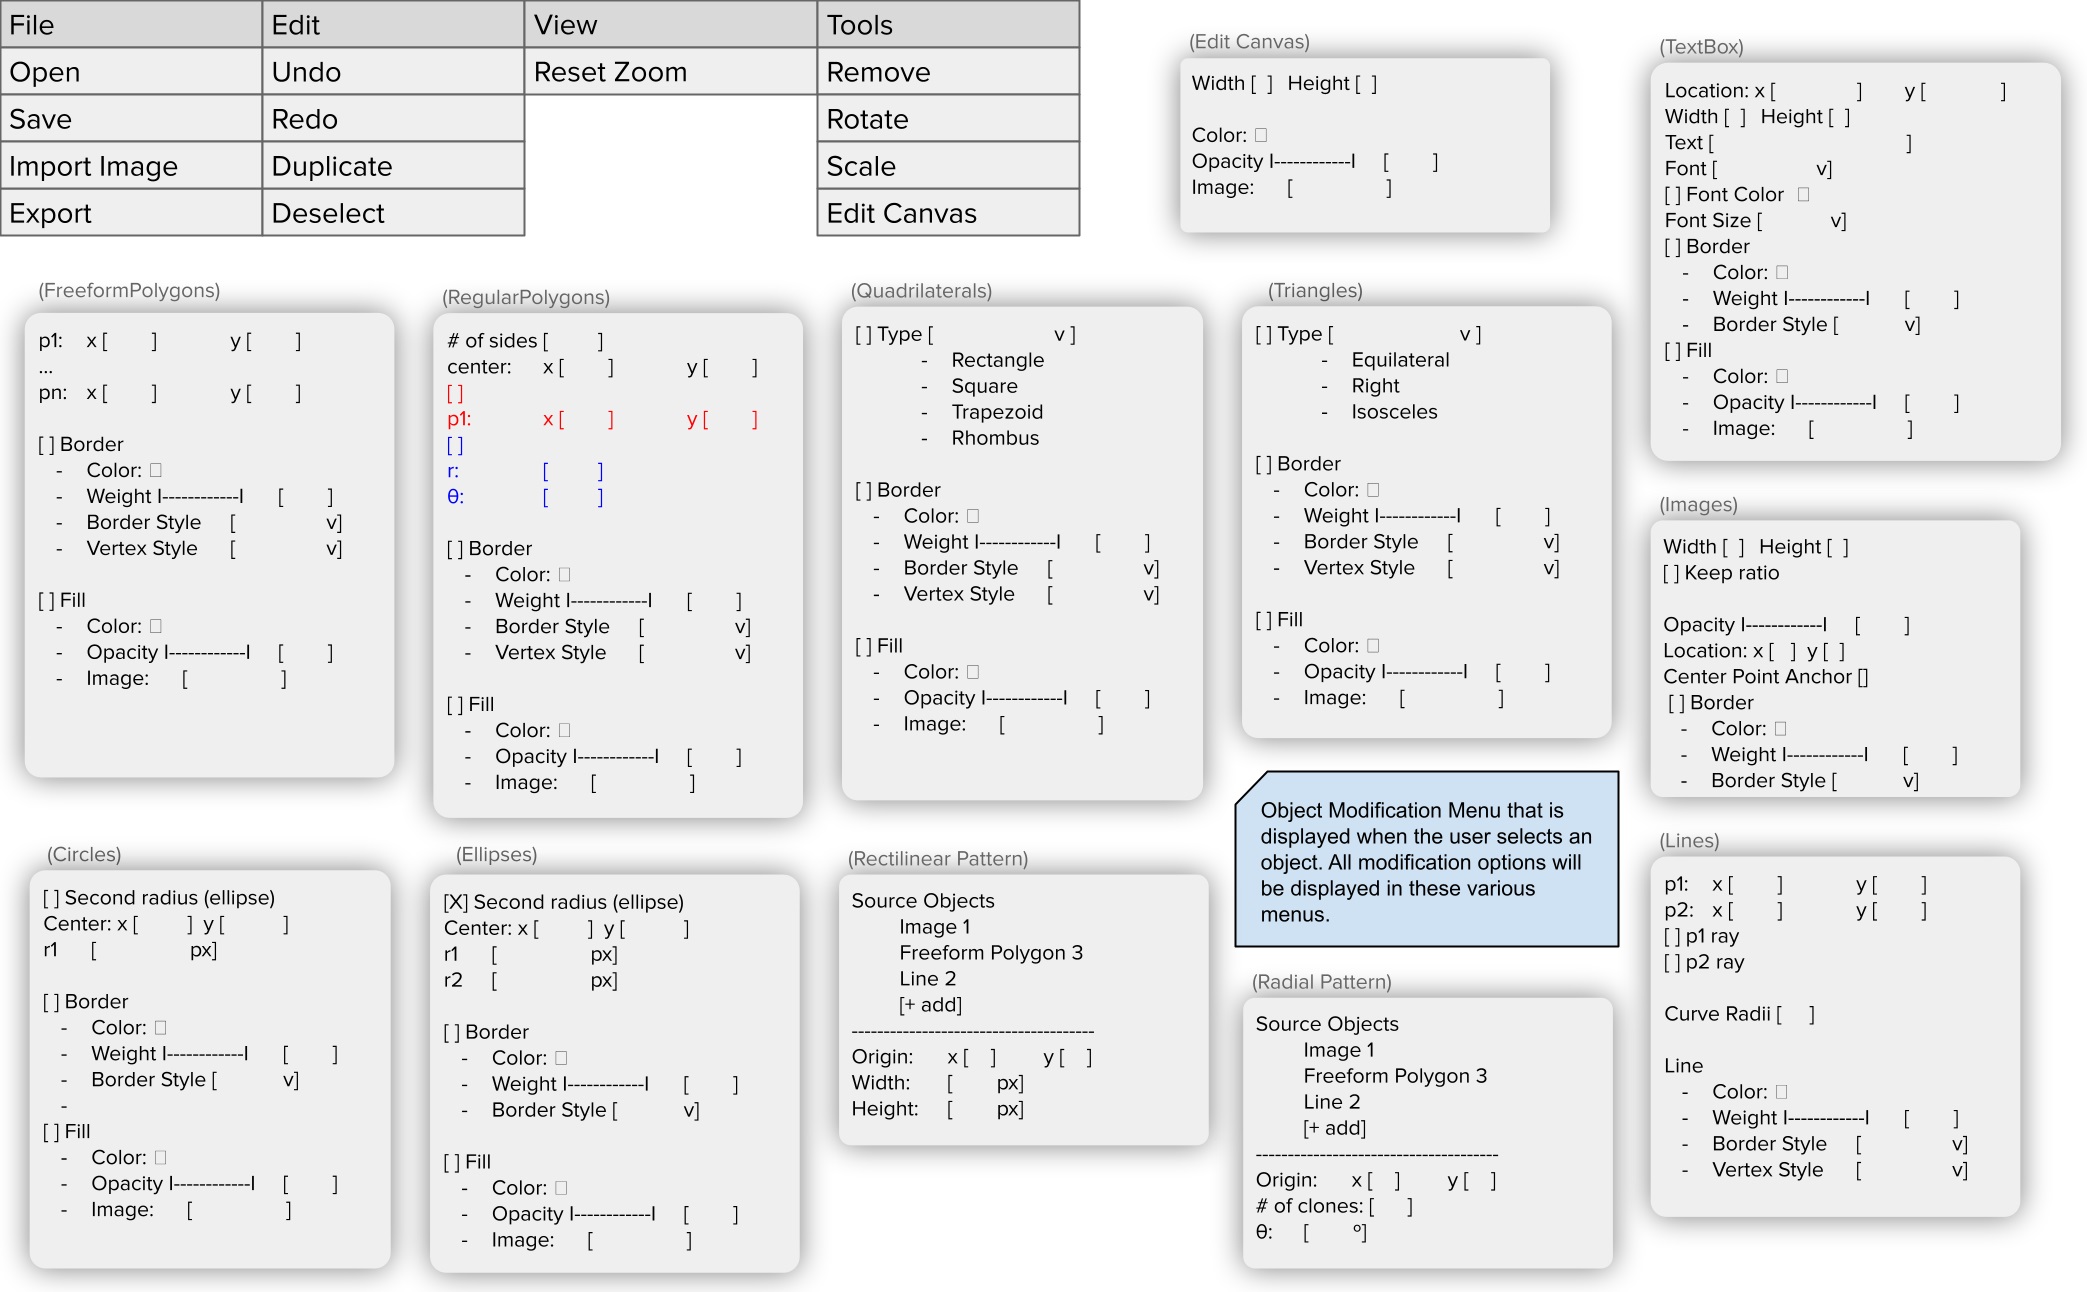 File Edit View Tools
Open Undo Reset Zoom Remove
Save Redo Rotate
Import Image Duplicate Scale
Export Deselect Edit Canvas
(Edit Canvas)
Width [ ] Height [ ]
Color: □
Opacity I------------I [ ]
Image: [ ]
(TextBox)
Location: x [ ] y [ ]
Width [ ] Height [ ]
Text [ ]
Font [ v]
[ ] Font Color □
Font Size [ v]
[ ] Border
- Color: □
- Weight I------------I [ ]
- Border Style [ v]
[ ] Fill
- Color: □
- Opacity I------------I [ ]
- Image: [ ]
(FreeformPolygons)
p1: x [ ] y [ ]
...
pn: x [ ] y [ ]
[ ] Border
- Color: □
- Weight I------------I [ ]
- Border Style [ v]
- Vertex Style [ v]
[ ] Fill
- Color: □
- Opacity I------------I [ ]
- Image: [ ]
(RegularPolygons)
# of sides [ ]
center: x [ ] y [ ]
[ ]
p1: x [ ] y [ ]
[ ]
r: [ ]
θ: [ ]
[ ] Border
- Color: □
- Weight I------------I [ ]
- Border Style [ v]
- Vertex Style [ v]
[ ] Fill
- Color: □
- Opacity I------------I [ ]
- Image: [ ]
(Quadrilaterals)
[ ] Type [ v ]
- Rectangle
- Square
- Trapezoid
- Rhombus
[ ] Border
- Color: □
- Weight I------------I [ ]
- Border Style [ v]
- Vertex Style [ v]
[ ] Fill
- Color: □
- Opacity I------------I [ ]
- Image: [ ]
(Triangles)
[ ] Type [ v ]
- Equilateral
- Right
- Isosceles
[ ] Border
- Color: □
- Weight I------------I [ ]
- Border Style [ v]
- Vertex Style [ v]
[ ] Fill
- Color: □
- Opacity I------------I [ ]
- Image: [ ]
(Images)
Width [ ] Height [ ]
[ ] Keep ratio
Opacity I------------I [ ]
Location: x [ ] y [ ]
Center Point Anchor []
[ ] Border
- Color: □
- Weight I------------I [ ]
- Border Style [ v]
Object Modification Menu that is
displayed when the user selects an
object. All modification options will
be displayed in these various
menus.
(Circles)
[ ] Second radius (ellipse)
Center: x [ ] y [ ]
r1 [ px]
[ ] Border
- Color: □
- Weight I------------I [ ]
- Border Style [ v]
-
[ ] Fill
- Color: □
- Opacity I------------I [ ]
- Image: [ ]
(Ellipses)
[X] Second radius (ellipse)
Center: x [ ] y [ ]
r1 [ px]
r2 [ px]
[ ] Border
- Color: □
- Weight I------------I [ ]
- Border Style [ v]
[ ] Fill
- Color: □
- Opacity I------------I [ ]
- Image: [ ]
(Rectilinear Pattern)
Source Objects
Image 1
Freeform Polygon 3
Line 2
[+ add]
--------------------------------------
Origin: x [ ] y [ ]
Width: [ px]
Height: [ px]
(Radial Pattern)
Source Objects
Image 1
Freeform Polygon 3
Line 2
[+ add]
--------------------------------------
Origin: x [ ] y [ ]
# of clones: [ ]
θ: [ º]
(Lines)
p1: x [ ] y [ ]
p2: x [ ] y [ ]
[ ] p1 ray
[ ] p2 ray
Curve Radii [ ]
Line
- Color: □
- Weight I------------I [ ]
- Border Style [ v]
- Vertex Style [ v]